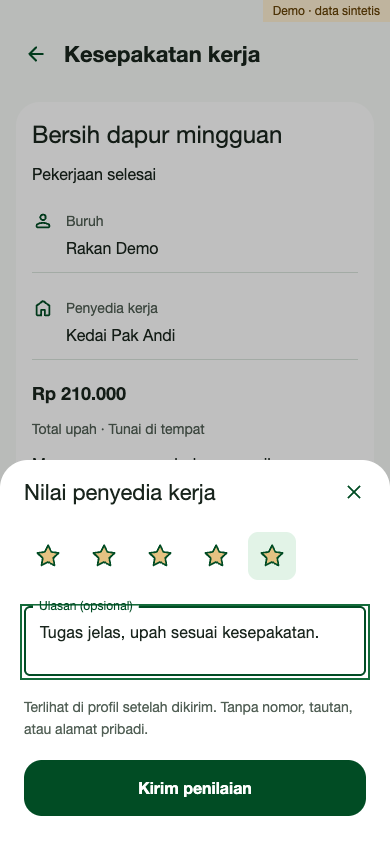 Demo · data sintetis
Kesepakatan kerja
Bersih dapur mingguan
Pekerjaan selesai
Buruh
Rakan Demo
Penyedia kerja
Kedai Pak Andi
Rp 210.000
Total upah · Tunai di tempat
Nilai penyedia kerja
Ulasan (opsional)
Tugas jelas, upah sesuai kesepakatan.
Terlihat di profil setelah dikirim. Tanpa nomor, tautan,
atau alamat pribadi.
Kirim penilaian